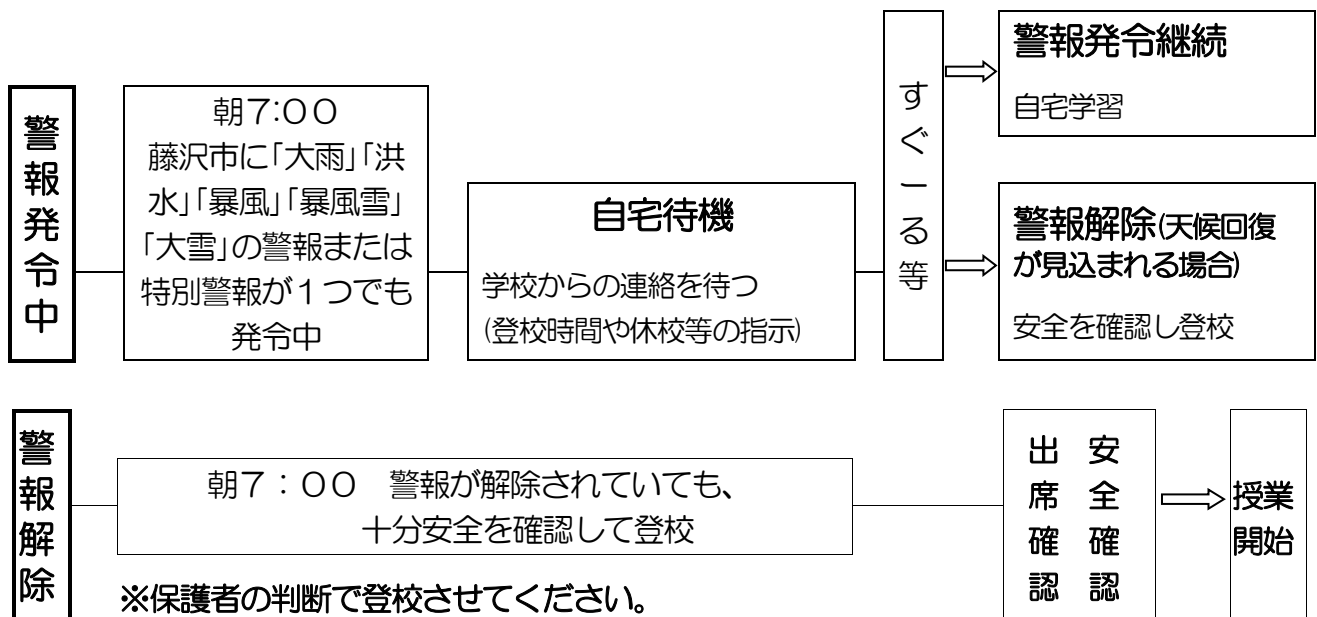 警報発令中
朝7:00
藤沢市に「大雨」「洪
水」「暴風」「暴風雪」
「大雪」の警報または
特別警報が１つでも
発令中
自宅待機
学校からの連絡を待つ
(登校時間や休校等の指示)
すぐーる等
警報発令継続
自宅学習
警報解除(天候回復
が見込まれる場合)
安全を確認し登校
警報解除
朝７：００　警報が解除されていても、
十分安全を確認して登校
※保護者の判断で登校させてください。
安全確認
出席確認
授業
開始